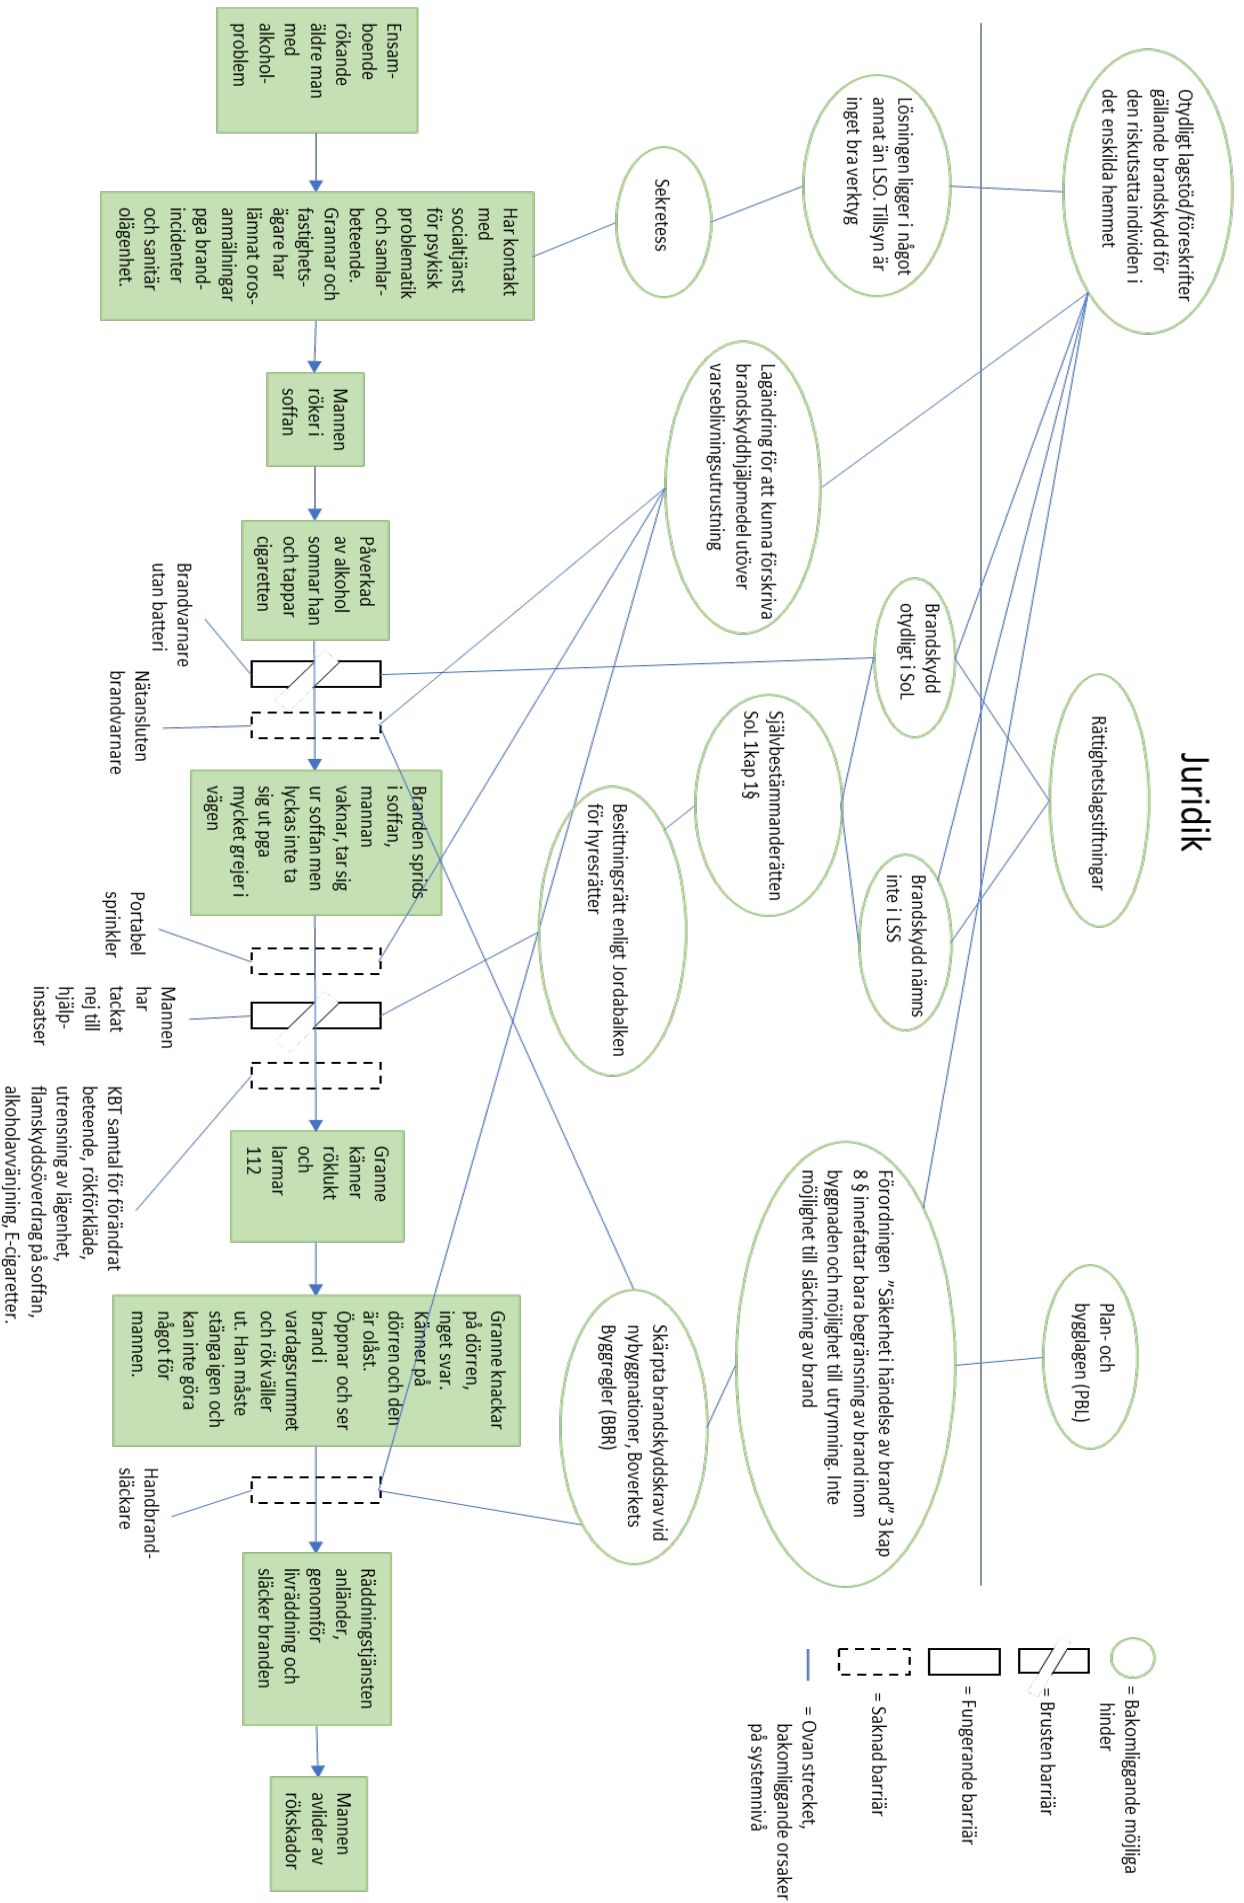 Juridik
Otydligt lagstöd/föreskrifter
gällande brandskydd för
den riskutsatta individen i
det enskilda hemmet
Rättighetslagstiftningar
Plan- och
bygglagen (PBL)
= Bakomliggande möjliga
hinder
= Brusten barriär
= Fungerande barriär
= Saknad barriär
= Ovan strecket,
bakomliggande orsaker
på systemnivå
Lösningen ligger i något
annat än LSO. Tillsyn är
inget bra verktyg
Brandskydd
otydligt i SoL
Brandskydd nämns
inte i LSS
Förordningen "Säkerhet i händelse av brand" 3 kap
8 § innefattar bara begränsning av brand inom
byggnaden och möjlighet till utrymning. Inte
möjlighet till släckning av brand
Lagändring för att kunna förskriva
brandskyddhjälpmedel utöver
varseblivningsutrustning
Självbestämmanderätten
SoL 1kap 1§
Sekretess
Besittningsrätt enligt Jordabalken
för hyresrätter
Skärpta brandskyddskrav vid
nybyggnationer, Boverkets
Byggregler (BBR)
Ensam-
boende
rökande
äldre man
med
alkohol-
problem
Har kontakt
med
socialtjänst
för psykisk
problematik
och samlar-
beteende.
Grannar och
fastighets-
ägare har
lämnat oros-
anmälningar
pga brand-
incidenter
och sanitär
olägenhet.
Mannen
röker i
soffan
Påverkad
av alkohol
somnar han
och tappar
cigaretten
Branden sprids
i soffan,
mannan
vaknar, tar sig
ur soffan men
lyckas inte ta
sig ut pga
mycket grejer i
vägen
Granne
känner
röklukt
och
larmar
112
Granne knackar
på dörren,
inget svar.
Känner på
dörren och den
är olåst.
Öppnar och ser
brand i
vardagsrummet
och rök väller
ut. Han måste
stänga igen och
kan inte göra
något för
mannen.
Räddningstjänsten
anländer,
genomför
livräddning och
släcker branden
Mannen
avlider av
rökskador
Brandvarnare
utan batteri
Nätansluten
brandvarnare
Portabel
sprinkler
Mannen
har
tackat
nej till
hjälp-
insatser
KBT samtal för förändrat
beteende, rökförkläde,
utrensning av lägenhet,
flamskyddsöverdrag på soffan,
alkoholavvänjning, E-cigaretter.
Handbrand-
släckare